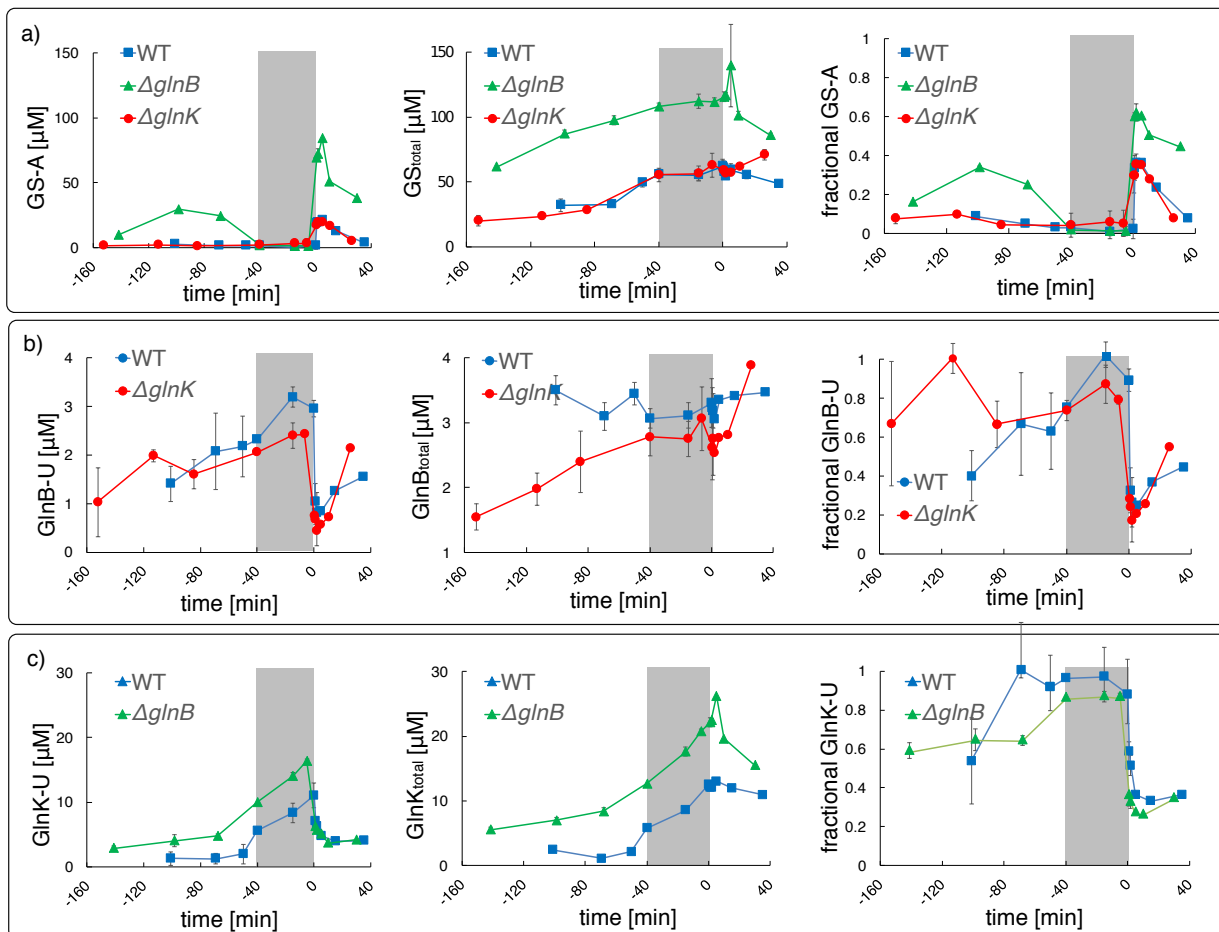 a)
WT
ΔglnB
ΔglnK
GS-A [µM]
150
100
50
0
-160
-120
-80
-40
0
40
time [min]
WT
ΔglnB
ΔglnK
GStotal [µM]
150
100
50
0
-160
-120
-80
-40
0
40
time [min]
WT
ΔglnB
ΔglnK
fractional GS-A
1
0.8
0.6
0.4
0.2
0
-160
-120
-80
-40
0
40
time [min]
b)
WT
ΔglnK
GlnB-U [µM]
4
3
2
1
0
-160
-120
-80
-40
0
40
time [min]
WT
ΔglnK
GlnBtotal [µM]
4
3
2
1
-160
-120
-80
-40
0
40
time [min]
WT
ΔglnK
fractional GlnB-U
1
0.8
0.6
0.4
0.2
0
-160
-120
-80
-40
0
40
time [min]
c)
WT
ΔglnB
GlnK-U [µM]
30
20
10
0
-160
-120
-80
-40
0
40
time [min]
WT
ΔglnB
GlnKtotal [µM]
30
20
10
0
-160
-120
-80
-40
0
40
time [min]
WT
ΔglnB
fractional GlnK-U
1
0.8
0.6
0.4
0.2
0
-160
-120
-80
-40
0
40
time [min]